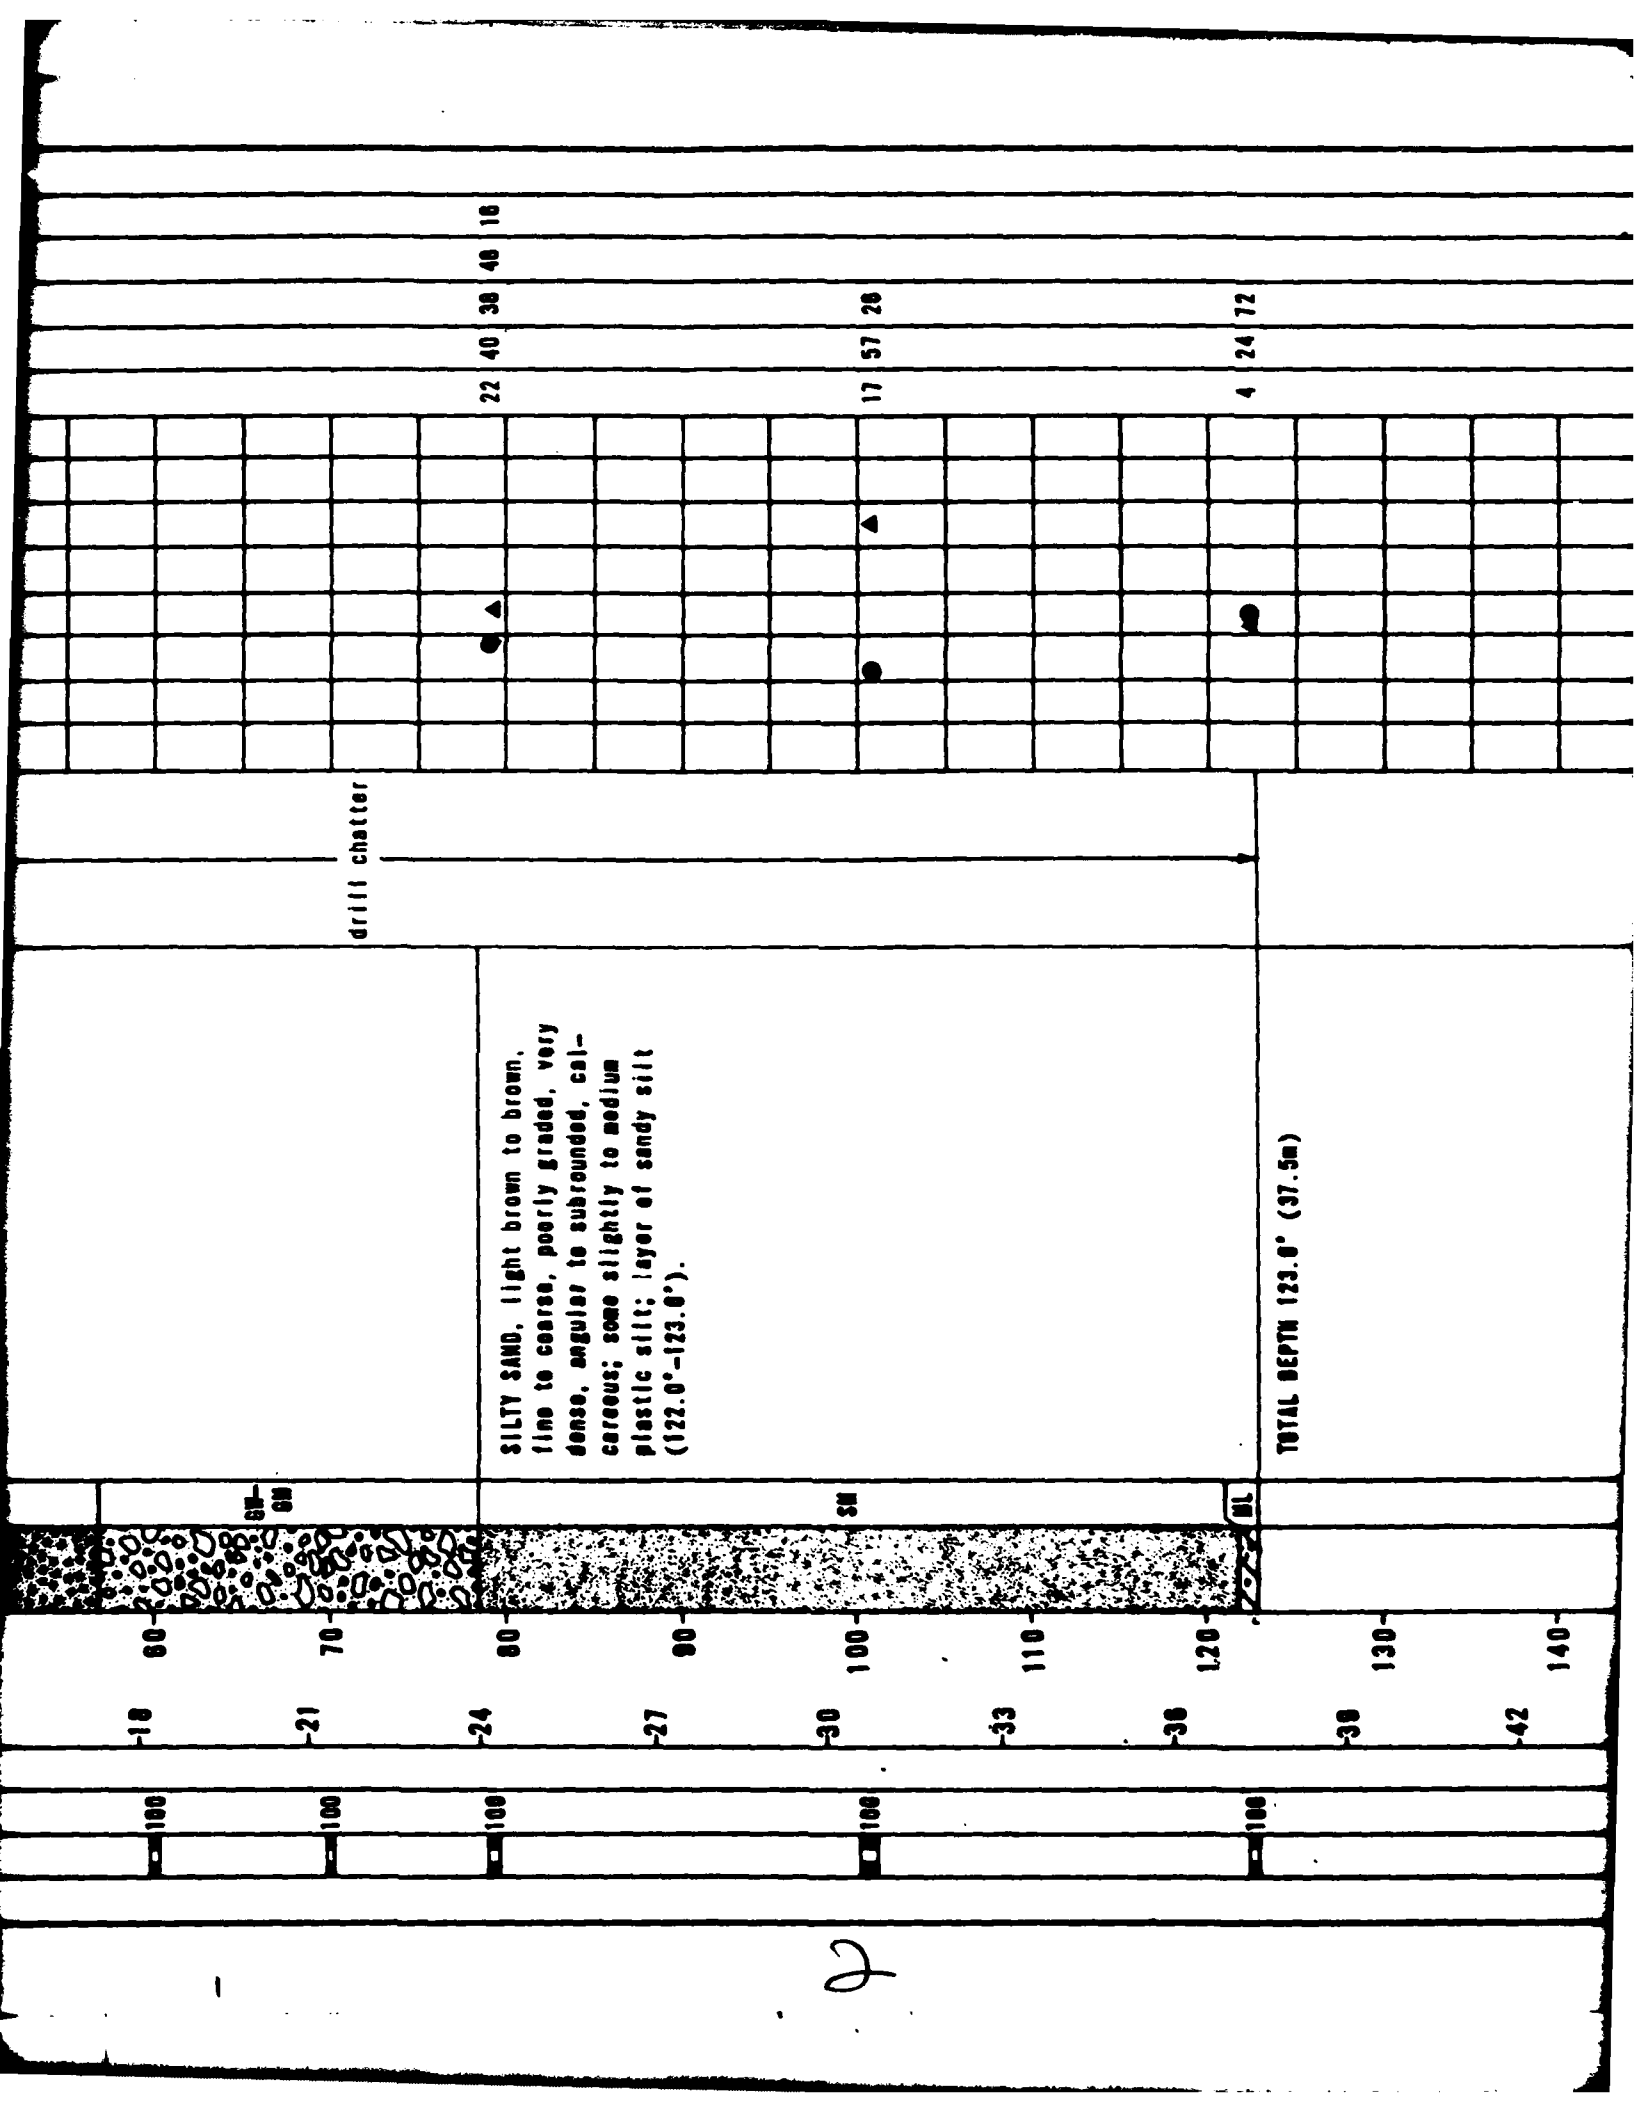 100
100
100
100
100
18
21
24
27
30
33
36
39
42
60
70
80
90
100
110
120
130
140
GW-
GM
SM
ML
SILTY SAND, light brown to brown,
fine to coarse, poorly graded, very
dense, angular to subrounded, cal-
careous; some slightly to medium
plastic silt; layer of sandy silt
(122.0'-123.0').
TOTAL DEPTH 123.0' (37.5m)
drill chatter
22 40 38 48 16
17 57 26
4 24 72
2